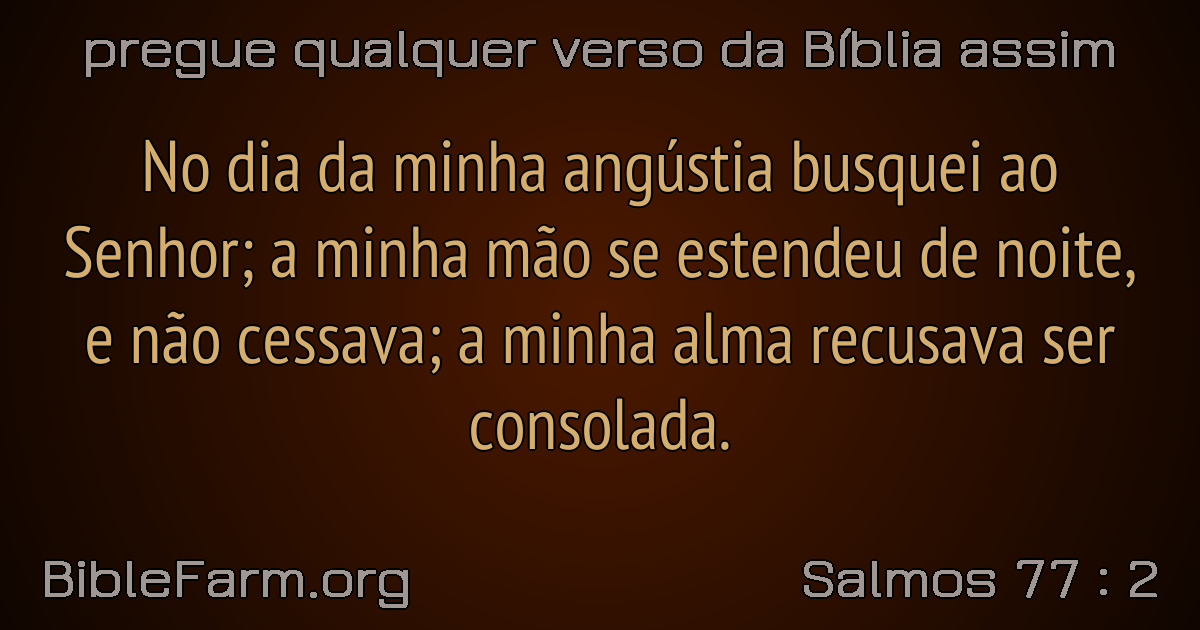 pregue qualquer verso da Bíblia assim
No dia da minha angústia busquei ao
Senhor; a minha mão se estendeu de noite,
e não cessava; a minha alma recusava ser
consolada.
BibleFarm.org
Salmos 77 : 2